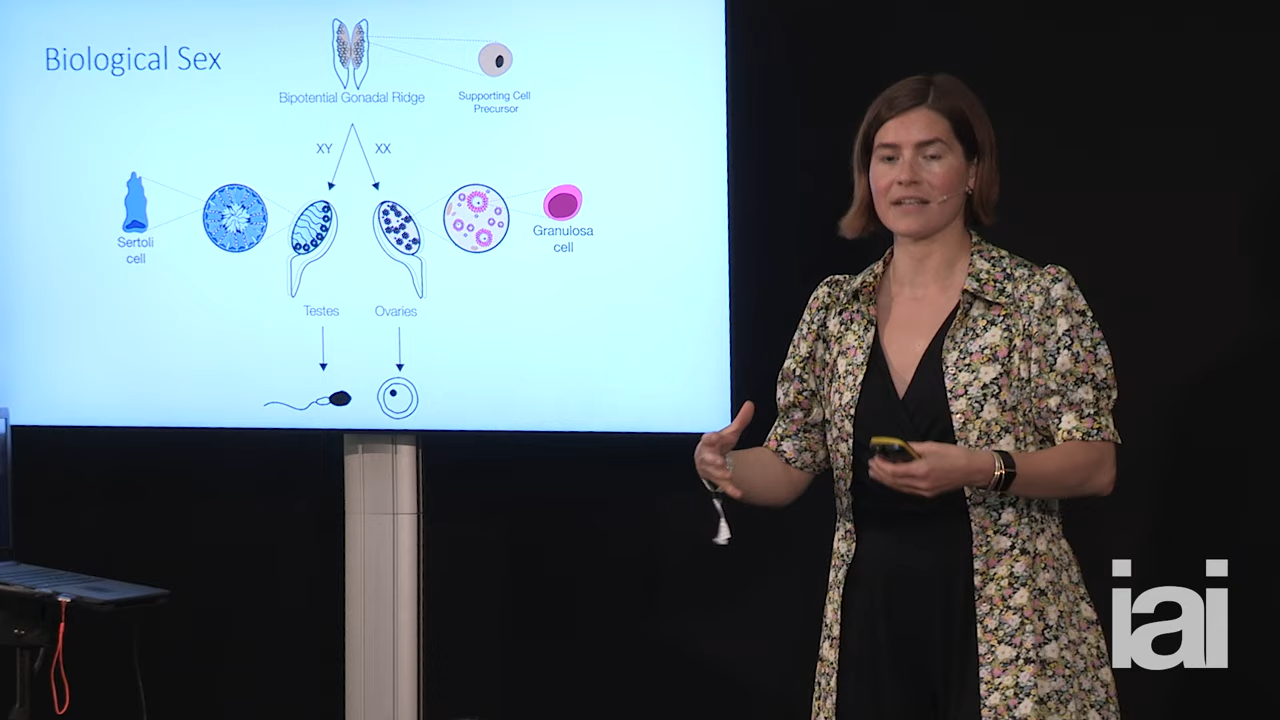 Biological Sex
Bipotential Gonadal Ridge
Supporting Cell
Precursor
XY
XX
Sertoli
cell
Granulosa
cell
Testes
Ovaries
iai